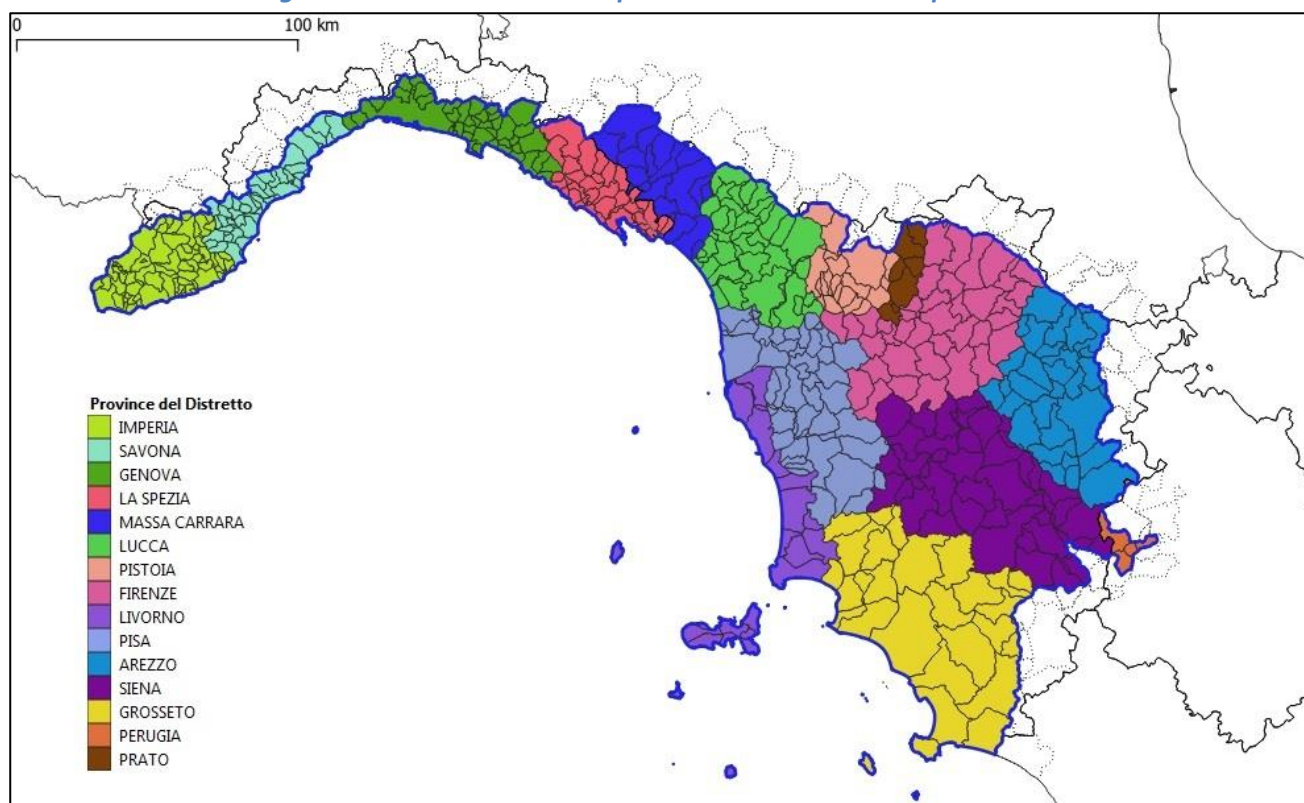 0
100 km
Province del Distretto
IMPERIA
SAVONA
GENOVA
LA SPEZIA
MASSA CARRARA
LUCCA
PISTOIA
FIRENZE
LIVORNO
PISA
AREZZO
SIENA
GROSSETO
PERUGIA
PRATO